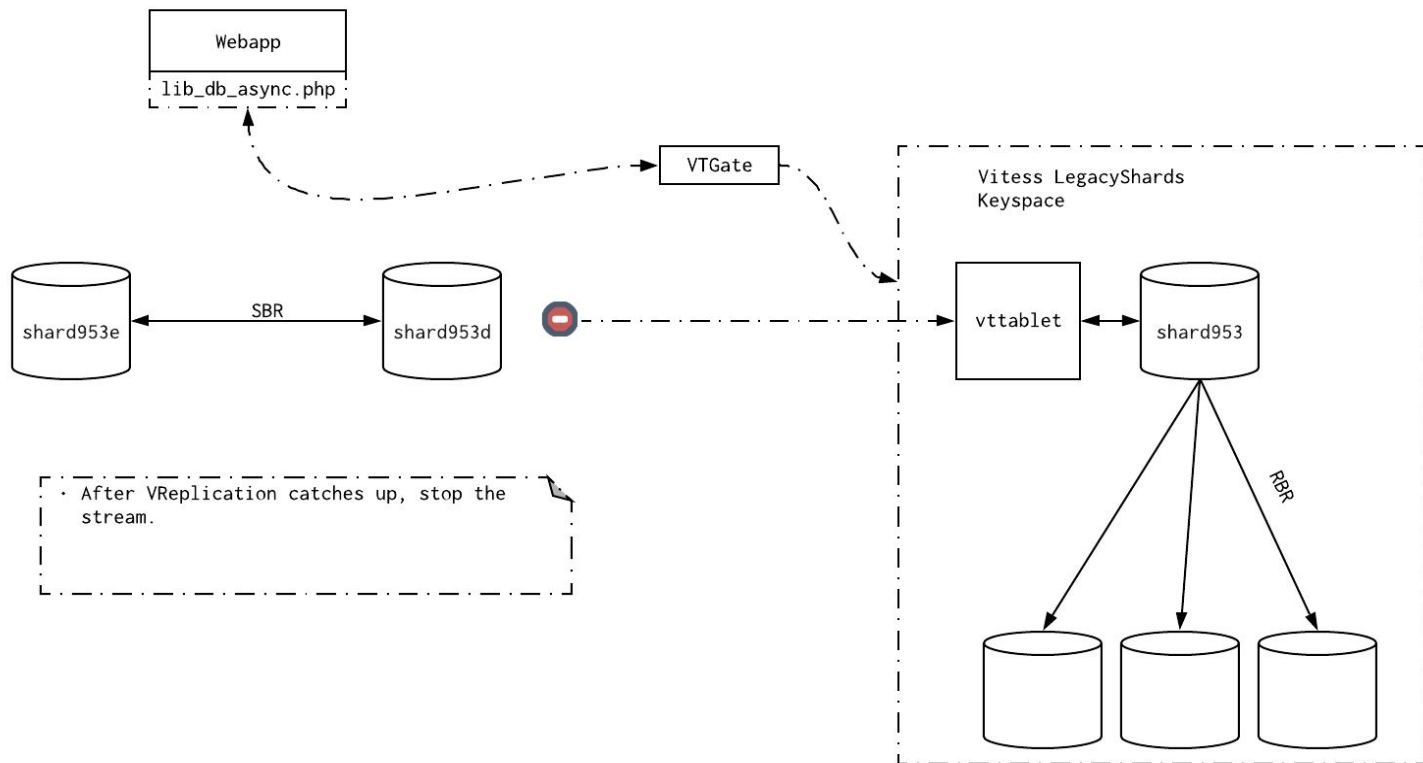 Webapp
lib_db_async.php
VTGate
Vitess LegacyShards
Keyspace
shard953e
SBR
shard953d
vttablet
shard953
RBR
· After VReplication catches up, stop the
stream.